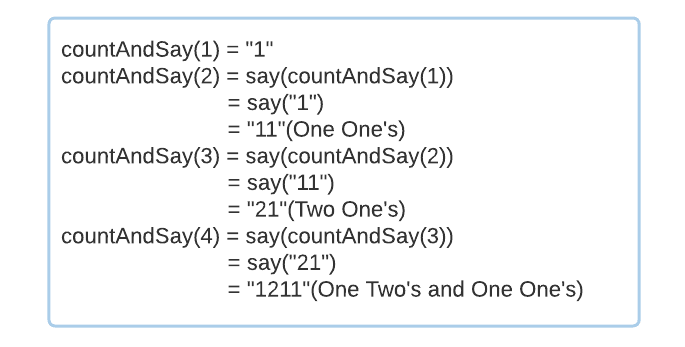 countAndSay(1) = "1"
countAndSay(2) = say(countAndSay(1))
= say("1")
= "11"(One One's)
countAndSay(3) = say(countAndSay(2))
= say("11")
= "21"(Two One's)
countAndSay(4) = say(countAndSay(3))
= say("21")
= "1211"(One Two's and One One's)